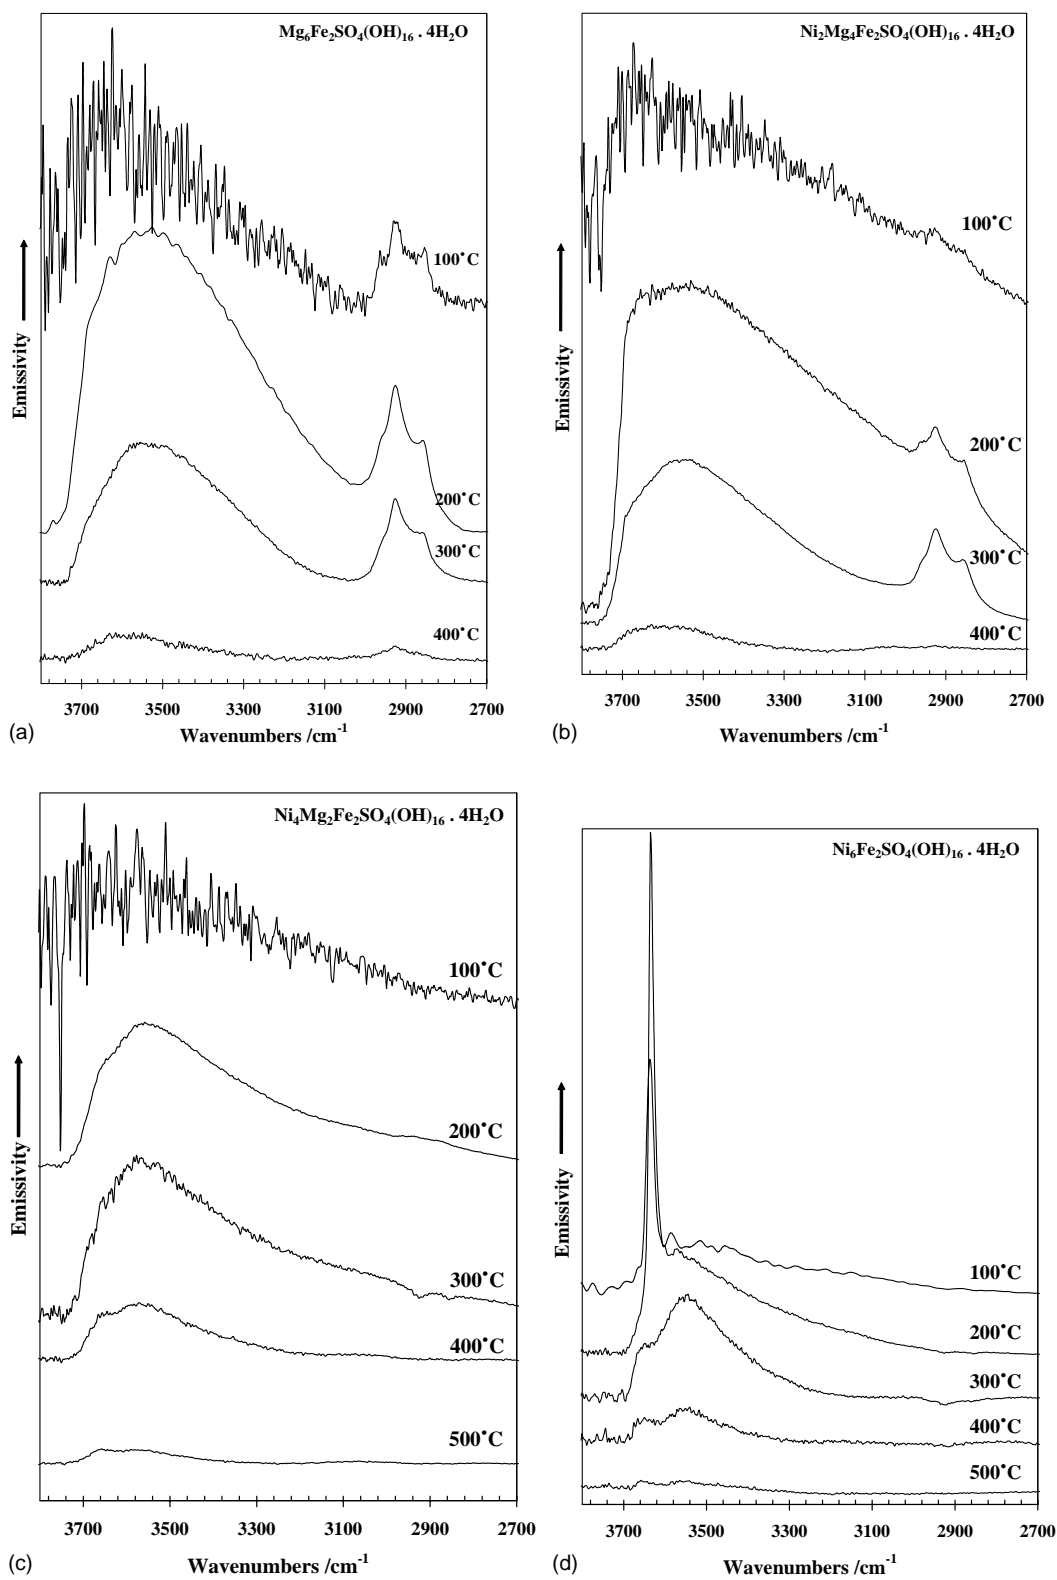 Mg₆Fe₂SO₄(OH)₁₆ . 4H₂O
Emissivity
100°C
200°C
300°C
400°C
3700 3500 3300 3100 2900 2700
(a) Wavenumbers /cm⁻¹
Ni₂Mg₄Fe₂SO₄(OH)₁₆ . 4H₂O
Emissivity
100°C
200°C
300°C
400°C
3700 3500 3300 3100 2900 2700
(b) Wavenumbers /cm⁻¹
Ni₄Mg₂Fe₂SO₄(OH)₁₆ . 4H₂O
Emissivity
100°C
200°C
300°C
400°C
500°C
3700 3500 3300 3100 2900 2700
(c) Wavenumbers /cm⁻¹
Ni₆Fe₂SO₄(OH)₁₆ . 4H₂O
Emissivity
100°C
200°C
300°C
400°C
500°C
3700 3500 3300 3100 2900 2700
(d) Wavenumbers /cm⁻¹